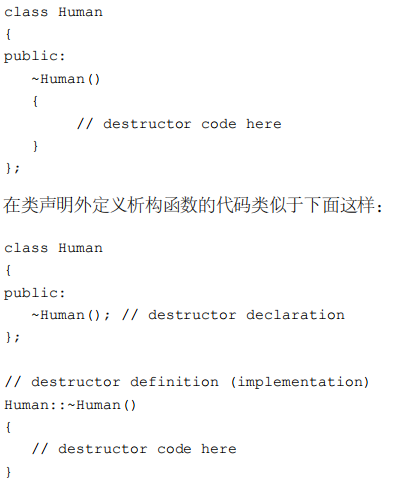 class Human
{
public:
   ~Human()
   {
        // destructor code here
   }
};
在类声明外定义析构函数的代码类似于下面这样：
class Human
{
public:
   ~Human(); // destructor declaration
};
// destructor definition (implementation)
Human::~Human()
{
   // destructor code here
}